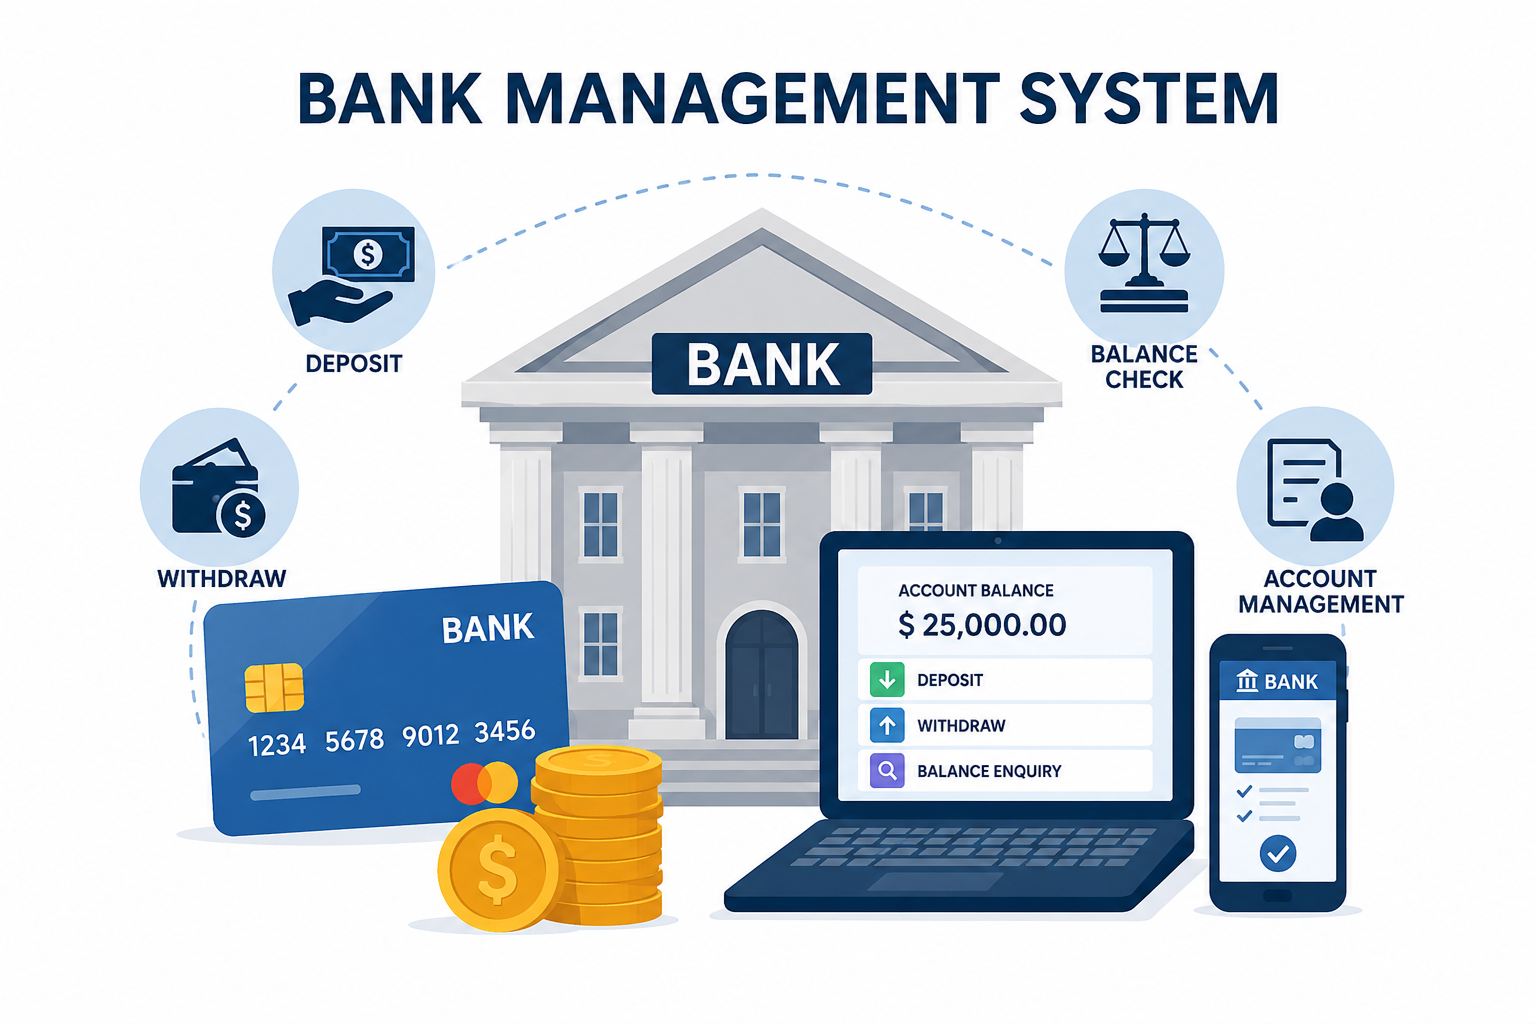 BANK MANAGEMENT SYSTEM
$
DEPOSIT
BALANCE
CHECK
BANK
$
WITHDRAW
ACCOUNT
MANAGEMENT
BANK
1234 5678 9012 3456
$
$
ACCOUNT BALANCE
$ 25,000.00
DEPOSIT
WITHDRAW
BALANCE ENQUIRY
BANK